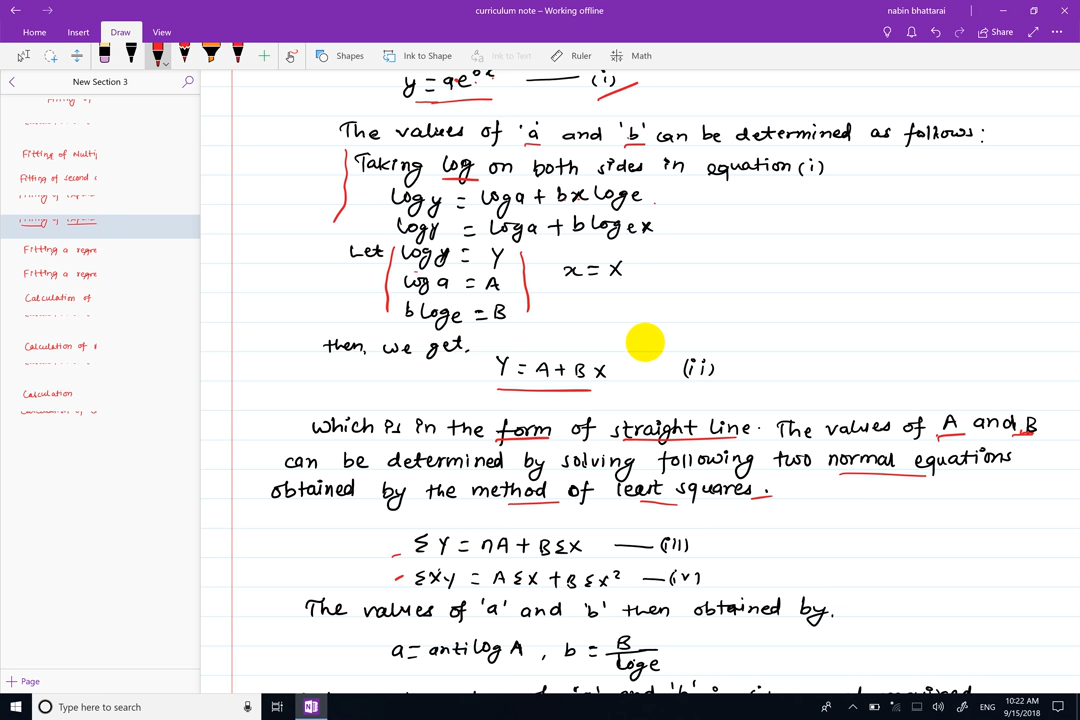 curriculum note – Working offline
nabin bhattarai
Home Insert Draw View
Share
Shapes Ink to Shape Ink to Text Ruler Math
New Section 3
Fitting of Multip
Fitting of second c
Fitting a regre
Fitting a regre
Calculation of
Calculation of
Calculation
Page
y = ae^bx —— (i)
The values of 'a' and 'b' can be determined as follows:
Taking log on both sides in equation (i)
log y = log a + bx log e
log y = log a + b log e x
Let log y = Y
x = X
log a = A
b log e = B
then, we get.
Y = A + B X (ii)
which is in the form of straight line. The values of A and B
can be determined by solving following two normal equations
obtained by the method of least squares.
Σ Y = nA + B Σ X —— (iii)
Σ X Y = A Σ X + B Σ X² — (iv)
The values of 'a' and 'b' then obtained by.
a = antilog A , b = B / log e
Type here to search
ENG
10:22 AM
9/15/2018